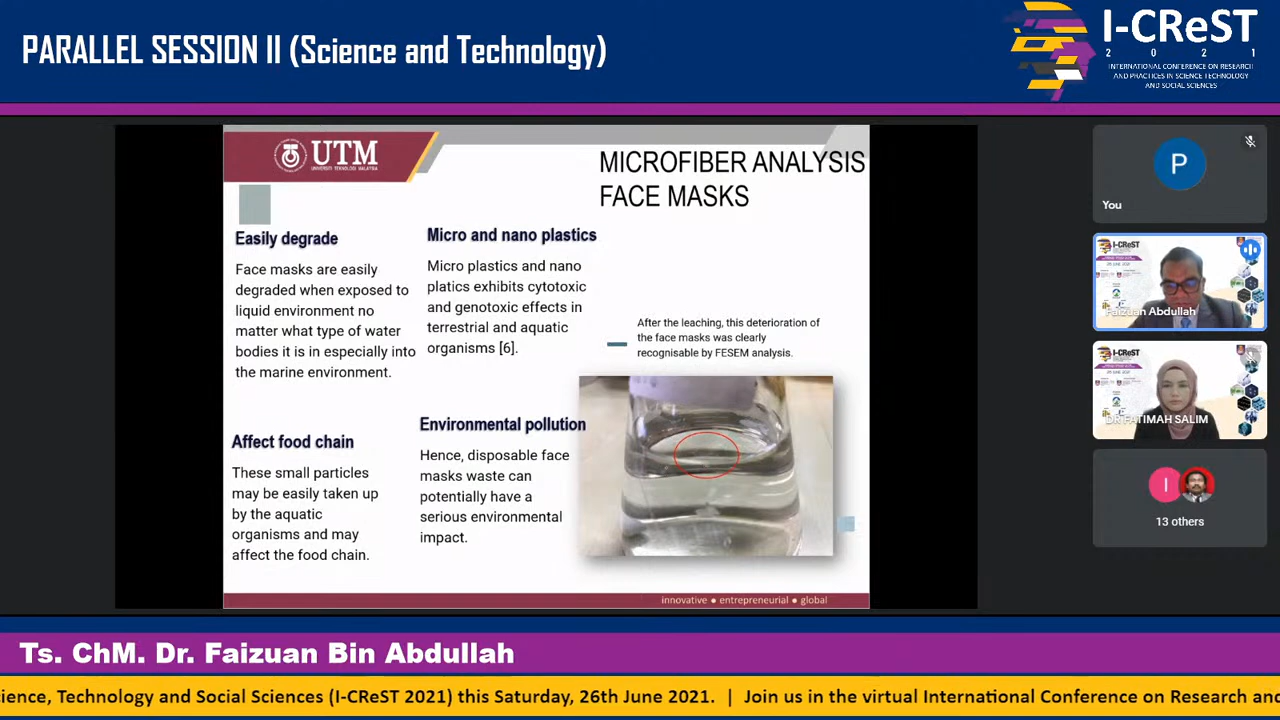 PARALLEL SESSION II (Science and Technology)
I-CReST
2 0 2 1
INTERNATIONAL CONFERENCE ON RESEARCH
AND PRACTICES IN SCIENCE TECHNOLOGY
AND SOCIAL SCIENCES
UTM
UNIVERSITI TEKNOLOGI MALAYSIA
MICROFIBER ANALYSIS
FACE MASKS
Easily degrade
Face masks are easily
degraded when exposed to
liquid environment no
matter what type of water
bodies it is in especially into
the marine environment.
Micro and nano plastics
Micro plastics and nano
platics exhibits cytotoxic
and genotoxic effects in
terrestrial and aquatic
organisms [6].
After the leaching, this deterioration of
the face masks was clearly
recognisable by FESEM analysis.
Affect food chain
These small particles
may be easily taken up
by the aquatic
organisms and may
affect the food chain.
Environmental pollution
Hence, disposable face
masks waste can
potentially have a
serious environmental
impact.
innovative ● entrepreneurial ● global
P
You
I-CReST
Faizuan Abdullah
I-CReST
DR FATIMAH SALIM
I
13 others
Ts. ChM. Dr. Faizuan Bin Abdullah
cience, Technology and Social Sciences (I-CReST 2021) this Saturday, 26th June 2021. | Join us in the virtual International Conference on Research and